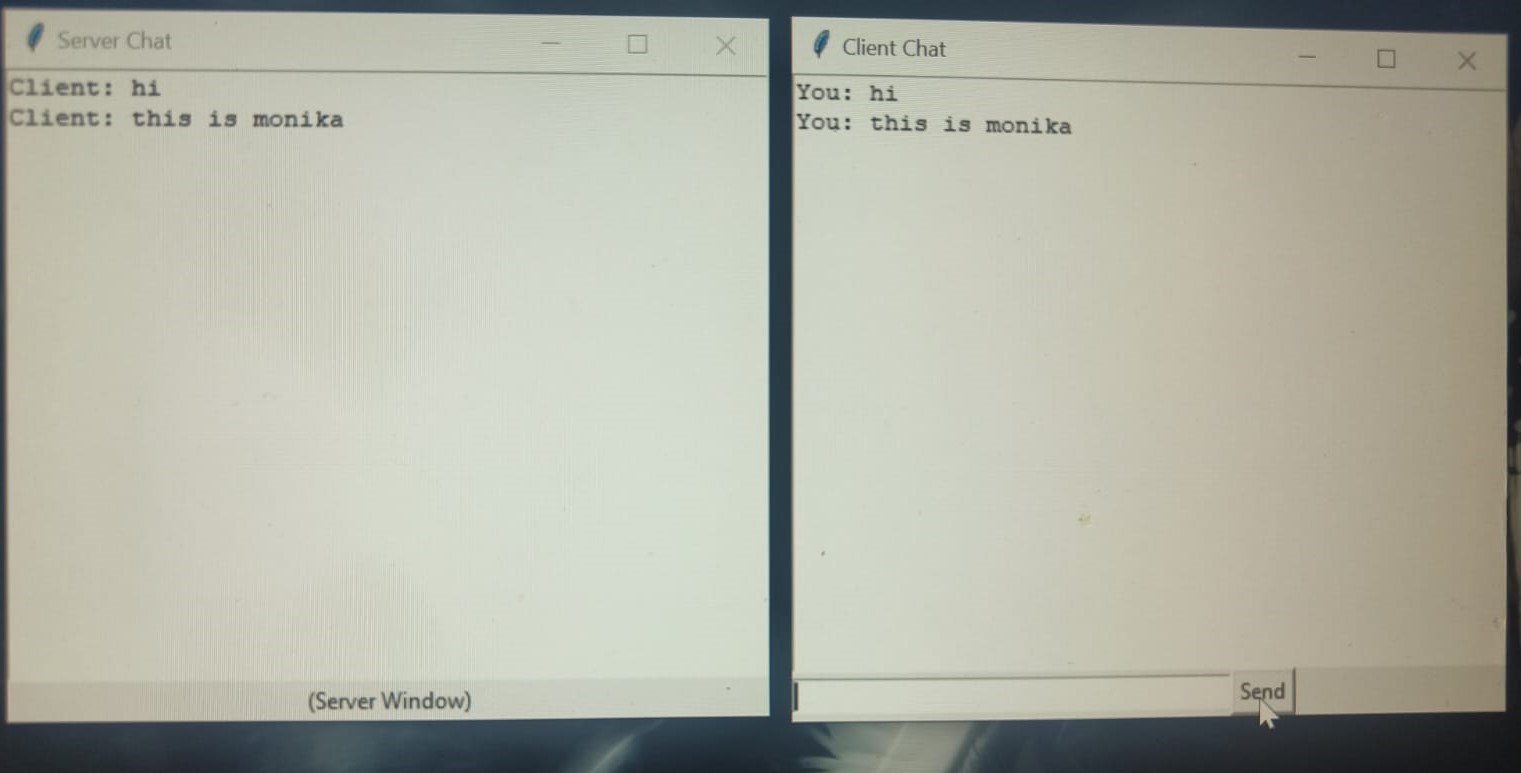 Server Chat
Client: hi
Client: this is monika
(Server Window)
Client Chat
You: hi
You: this is monika
Send